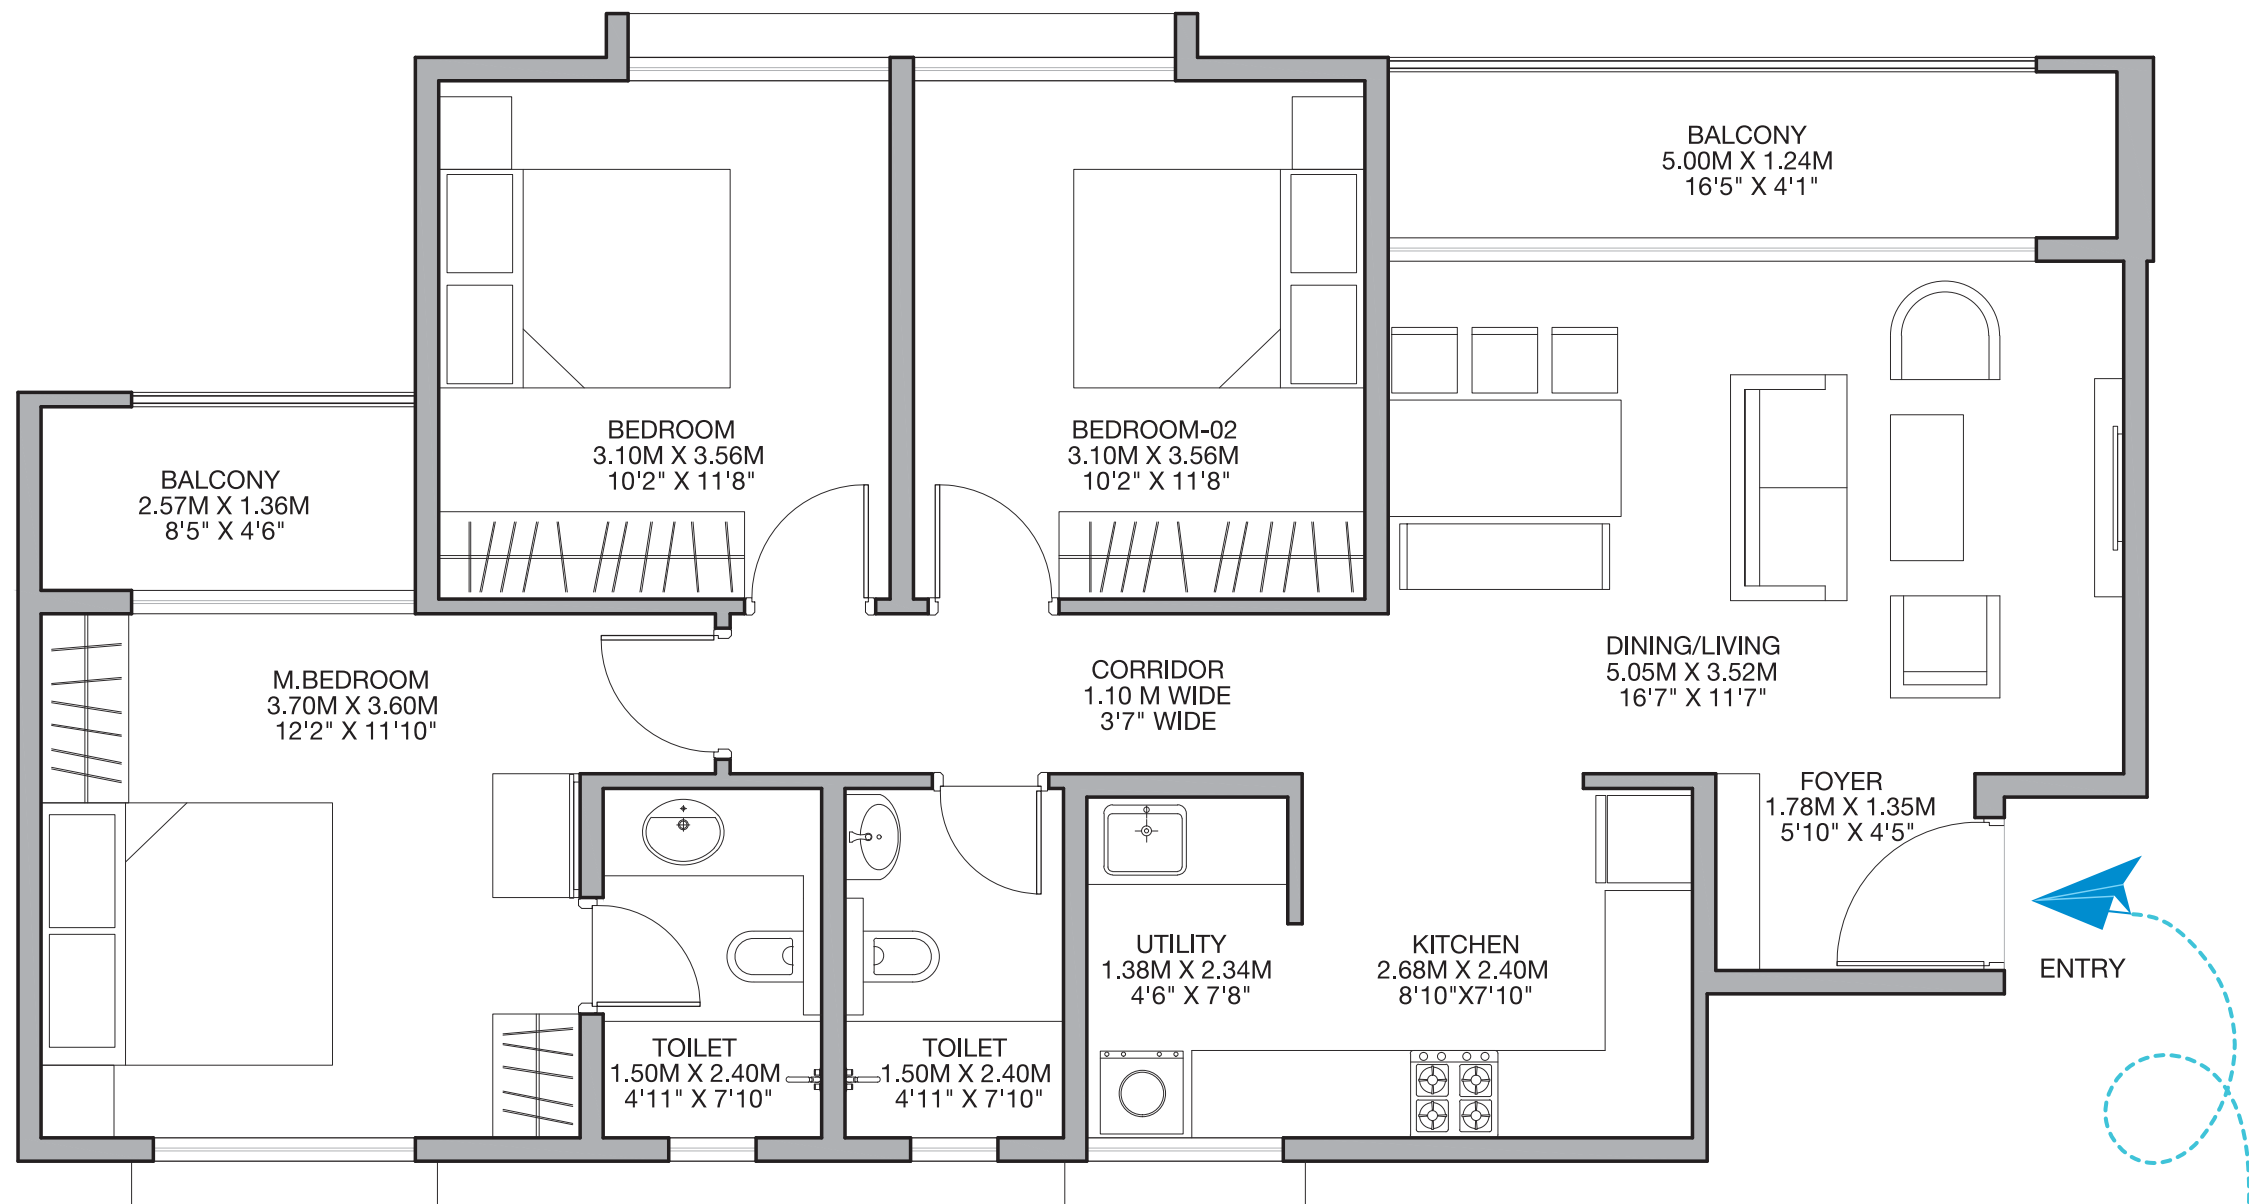 BALCONY
5.00M X 1.24M
16'5" X 4'1"
BEDROOM
3.10M X 3.56M
10'2" X 11'8"
BEDROOM-02
3.10M X 3.56M
10'2" X 11'8"
BALCONY
2.57M X 1.36M
8'5" X 4'6"
M.BEDROOM
3.70M X 3.60M
12'2" X 11'10"
CORRIDOR
1.10 M WIDE
3'7" WIDE
DINING/LIVING
5.05M X 3.52M
16'7" X 11'7"
FOYER
1.78M X 1.35M
5'10" X 4'5"
UTILITY
1.38M X 2.34M
4'6" X 7'8"
KITCHEN
2.68M X 2.40M
8'10"X7'10"
ENTRY
TOILET
1.50M X 2.40M
4'11" X 7'10"
TOILET
1.50M X 2.40M
4'11" X 7'10"